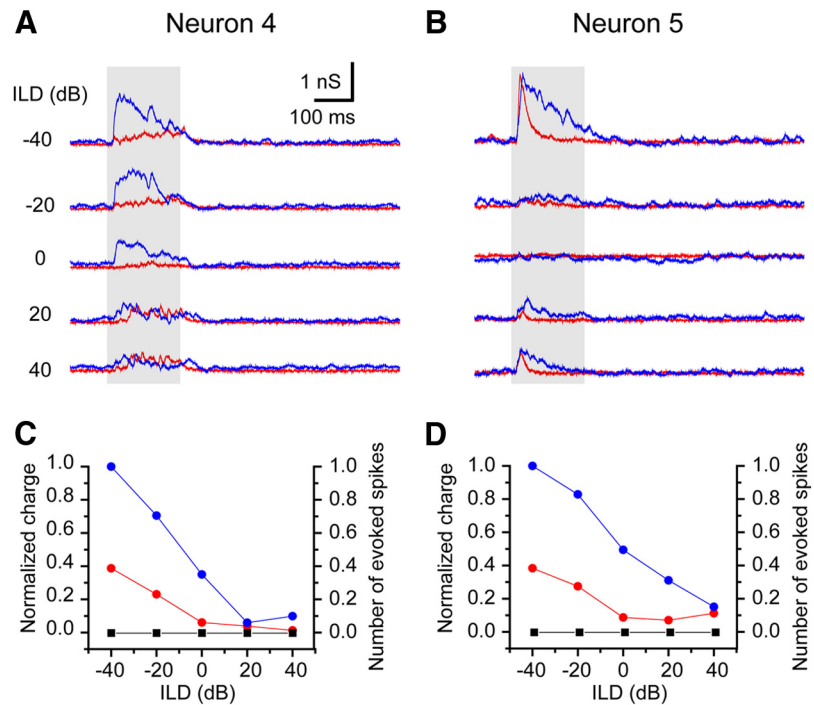 A
Neuron 4
B
Neuron 5
ILD (dB)
1 nS
100 ms
-40
-20
0
20
40
C
Normalized charge
1.0
0.8
0.6
0.4
0.2
0.0
1.0
0.8
0.6
0.4
0.2
0.0
Number of evoked spikes
-40 -20 0 20 40
ILD (dB)
D
Normalized charge
1.0
0.8
0.6
0.4
0.2
0.0
1.0
0.8
0.6
0.4
0.2
0.0
Number of evoked spikes
-40 -20 0 20 40
ILD (dB)